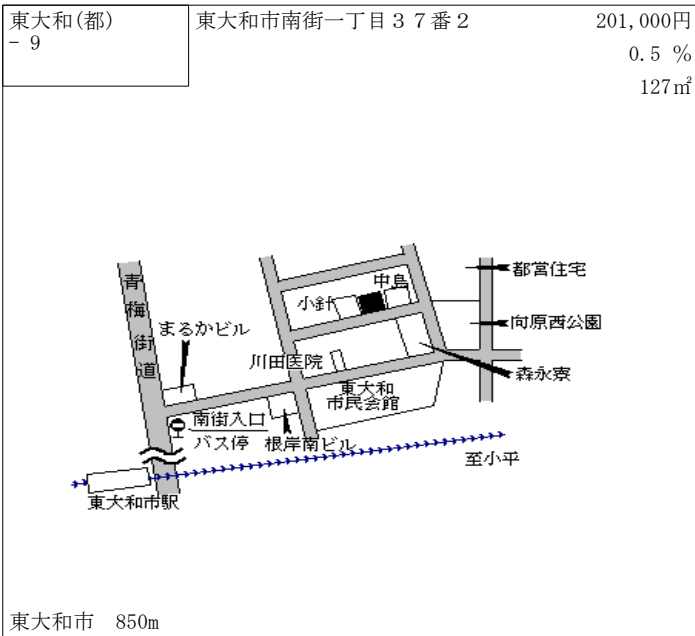 東大和(都)
- 9
東大和市南街一丁目３７番２
201,000円
0.5 %
127㎡
青梅街道
まるかビル
小針
中島
都営住宅
向原西公園
川田医院
森永寮
東大和
市民会館
南街入口
バス停
根岸南ビル
至小平
東大和市駅
東大和市 850m